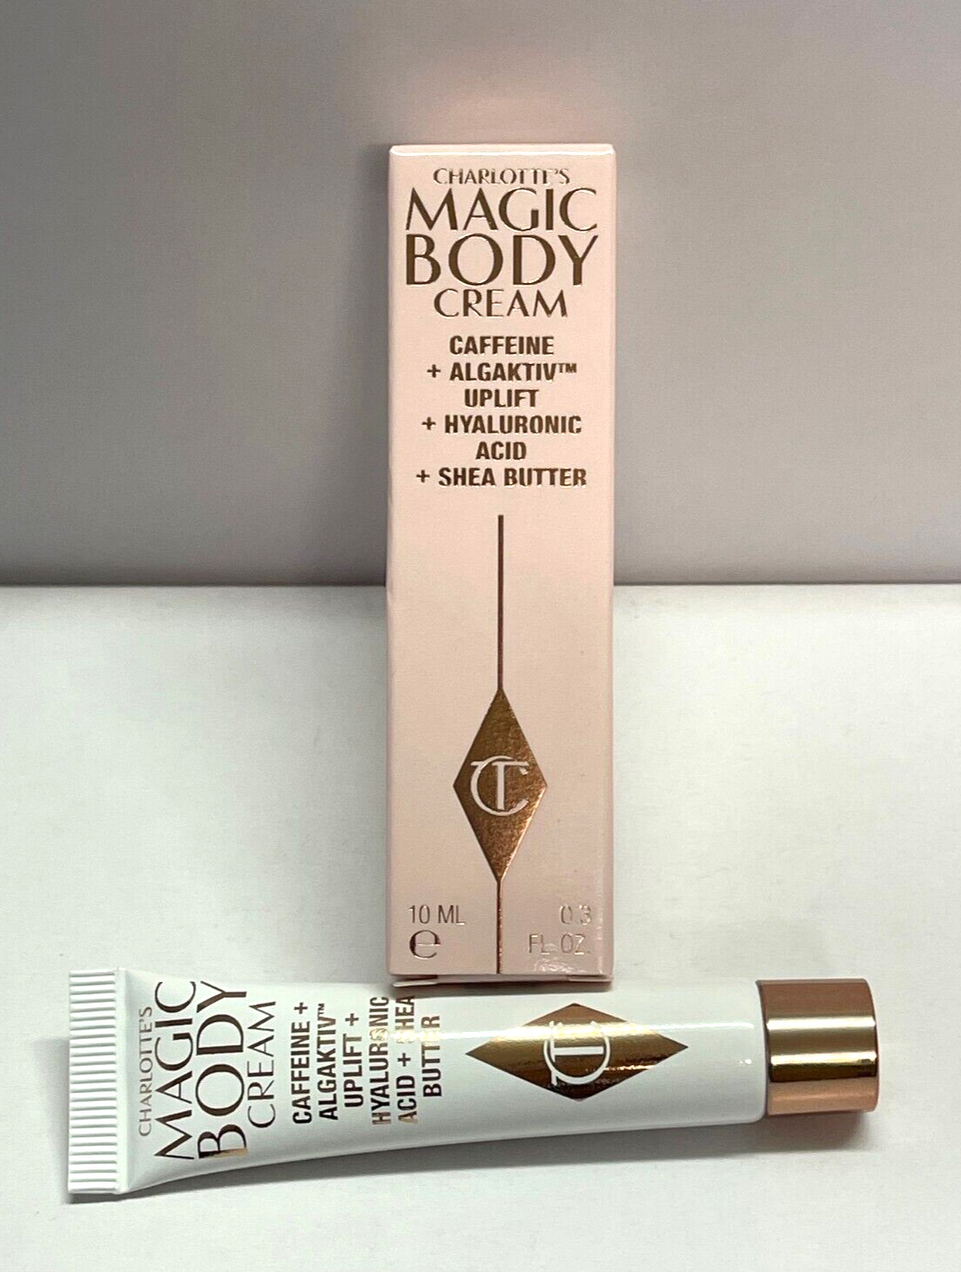 CHARLOTTE'S
MAGIC
BODY
CREAM
CAFFEINE
+ ALGAKTIV™
UPLIFT
+ HYALURONIC
ACID
+ SHEA BUTTER
CT
10 ML
0.3
e
FL. OZ.
CHARLOTTE'S
MAGIC
BODY
CREAM
CAFFEINE +
ALGAKTIV™
UPLIFT +
HYALURONIC
ACID + SHEA
BUTTER
CT